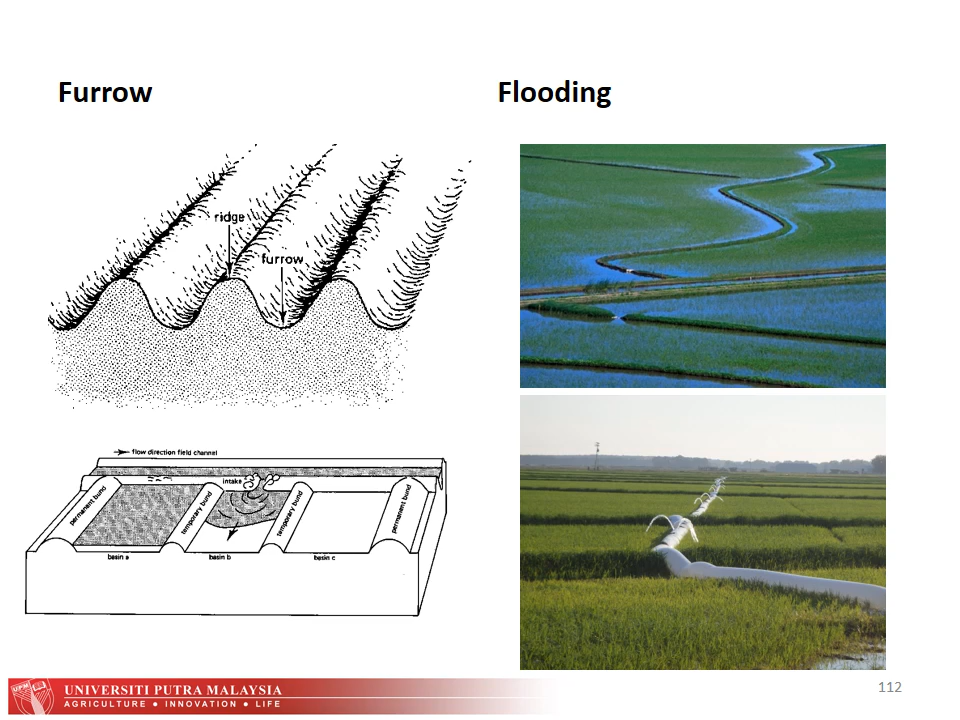 Furrow
Flooding
ridge
furrow
flow direction field channel
intake
permanent bund
temporary bund
temporary bund
permanent bund
basin a
basin b
basin c
UPM
UNIVERSITI PUTRA MALAYSIA
AGRICULTURE ● INNOVATION ● LIFE
112